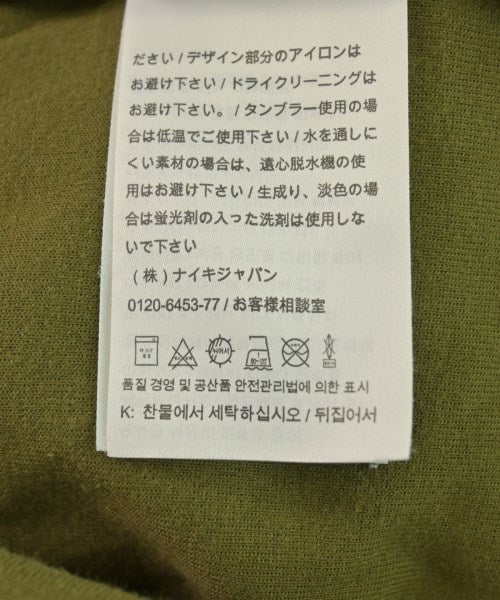 ださい / デザイン部分のアイロンは
お避け下さい / ドライクリーニングは
お避け下さい。/ タンブラー使用の場
合は低温でご使用下さい / 水を通しに
くい素材の場合は、遠心脱水機の使
用はお避け下さい / 生成り、淡色の場
合は蛍光剤の入った洗剤は使用しな
いで下さい
(株) ナイキジャパン
0120-6453-77 / お客様相談室
품질 경영 및 공산품 안전관리법에 의한 표시
K: 찬물에서 세탁하십시오 / 뒤집어서